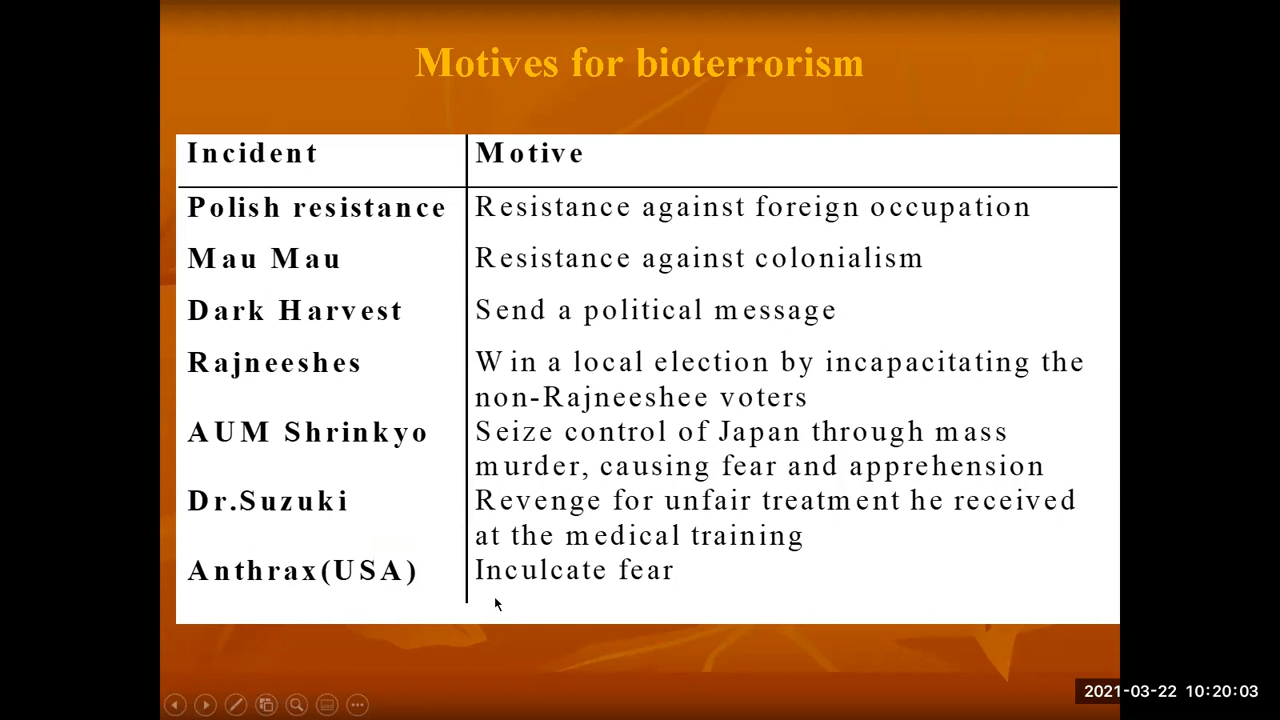 Motives for bioterrorism
Incident Motive
Polish resistance Resistance against foreign occupation
Mau Mau Resistance against colonialism
Dark Harvest Send a political message
Rajneeshes Win a local election by incapacitating the
non-Rajneeshee voters
AUM Shrinkyo Seize control of Japan through mass
murder, causing fear and apprehension
Dr.Suzuki Revenge for unfair treatment he received
at the medical training
Anthrax(USA) Inculcate fear
2021-03-22 10:20:03